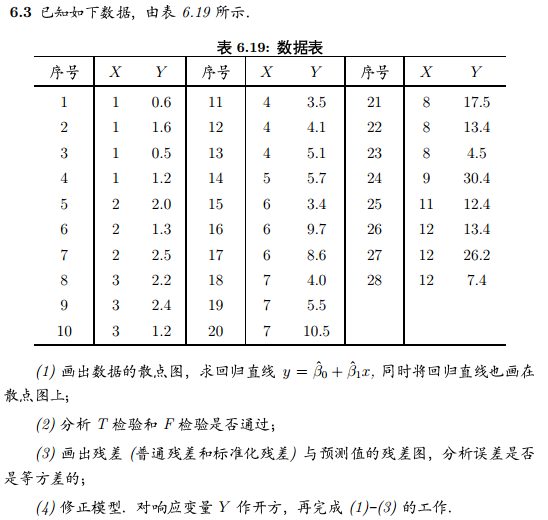 6.3 已知如下数据，由表 6.19 所示.
表 6.19: 数据表
序号 X Y 序号 X Y 序号 X Y
1 1 0.6 11 4 3.5 21 8 17.5
2 1 1.6 12 4 4.1 22 8 13.4
3 1 0.5 13 4 5.1 23 8 4.5
4 1 1.2 14 5 5.7 24 9 30.4
5 2 2.0 15 6 3.4 25 11 12.4
6 2 1.3 16 6 9.7 26 12 13.4
7 2 2.5 17 6 8.6 27 12 26.2
8 3 2.2 18 7 4.0 28 12 7.4
9 3 2.4 19 7 5.5
10 3 1.2 20 7 10.5
(1) 画出数据的散点图，求回归直线 y = β̂₀ + β̂₁x, 同时将回归直线也画在
散点图上；
(2) 分析 T 检验和 F 检验是否通过；
(3) 画出残差 (普通残差和标准化残差) 与预测值的残差图，分析误差是否
是等方差的；
(4) 修正模型. 对响应变量 Y 作开方，再完成 (1)–(3) 的工作.